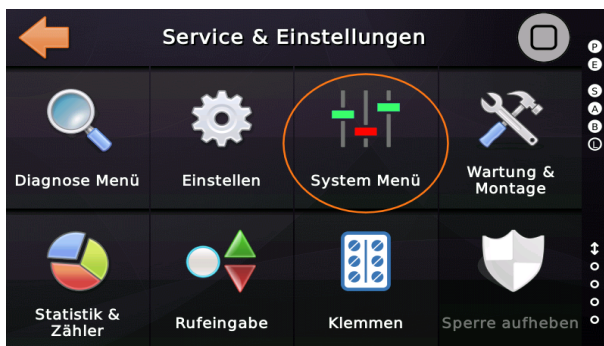 Service & Einstellungen
P
E
S
A
B
L
Diagnose Menü
Einstellen
System Menü
Wartung &
Montage
Statistik &
Zähler
Rufeingabe
Klemmen
Sperre aufheben